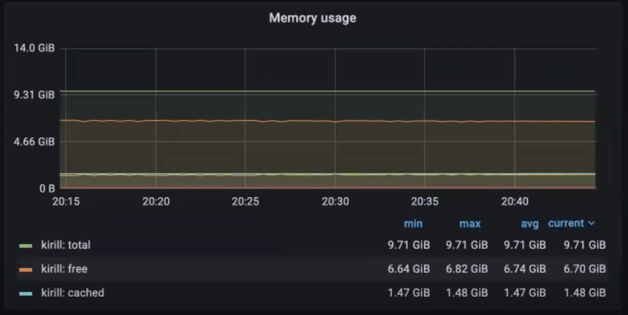 Memory usage
14.0 GiB
9.31 GiB
4.66 GiB
0 B
20:15 20:20 20:25 20:30 20:35 20:40
min max avg current
kirill: total 9.71 GiB 9.71 GiB 9.71 GiB 9.71 GiB
kirill: free 6.64 GiB 6.82 GiB 6.74 GiB 6.70 GiB
kirill: cached 1.47 GiB 1.48 GiB 1.47 GiB 1.48 GiB